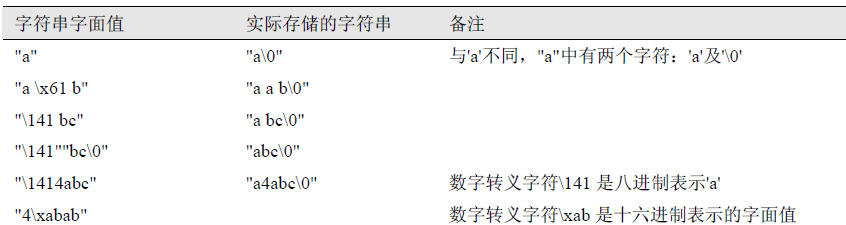 字符串字面值 实际存储的字符串 备注
"a" "a\0" 与'a'不同，"a"中有两个字符：'a'及'\0'
"a \x61 b" "a a b\0"
"\141 bc" "a bc\0"
"\141""bc\0" "abc\0"
"\1414abc" "a4abc\0" 数字转义字符\141 是八进制表示'a'
"4\xabab" 数字转义字符\xab 是十六进制表示的字面值